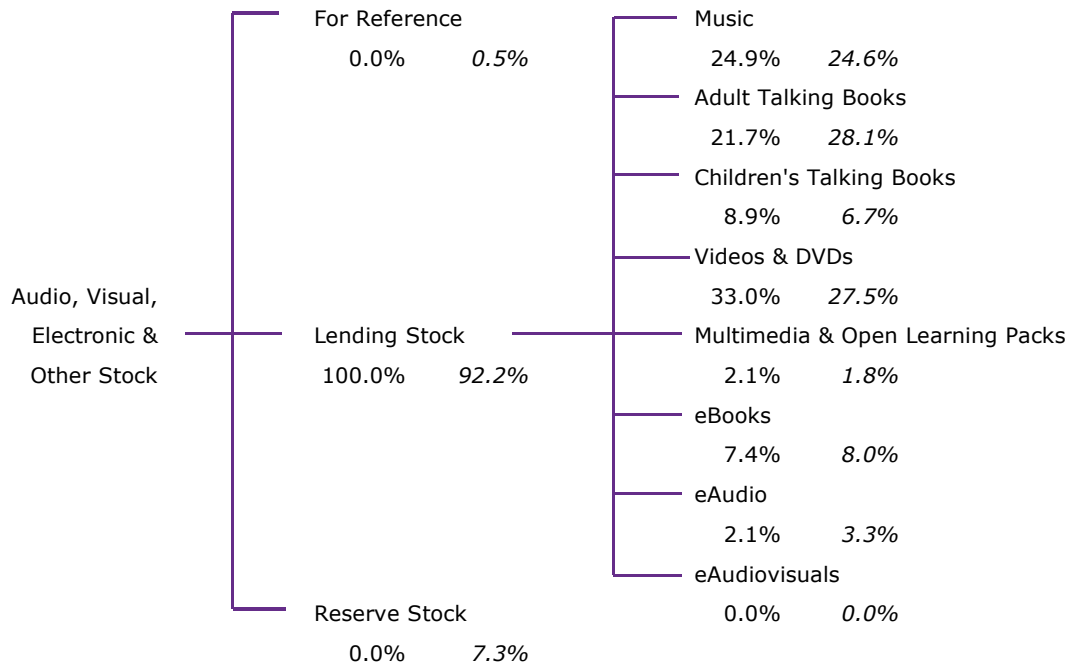 Audio, Visual,
Electronic &
Other Stock
For Reference
0.0% 0.5%
Lending Stock
100.0% 92.2%
Reserve Stock
0.0% 7.3%
Music
24.9% 24.6%
Adult Talking Books
21.7% 28.1%
Children's Talking Books
8.9% 6.7%
Videos & DVDs
33.0% 27.5%
Multimedia & Open Learning Packs
2.1% 1.8%
eBooks
7.4% 8.0%
eAudio
2.1% 3.3%
eAudiovisuals
0.0% 0.0%